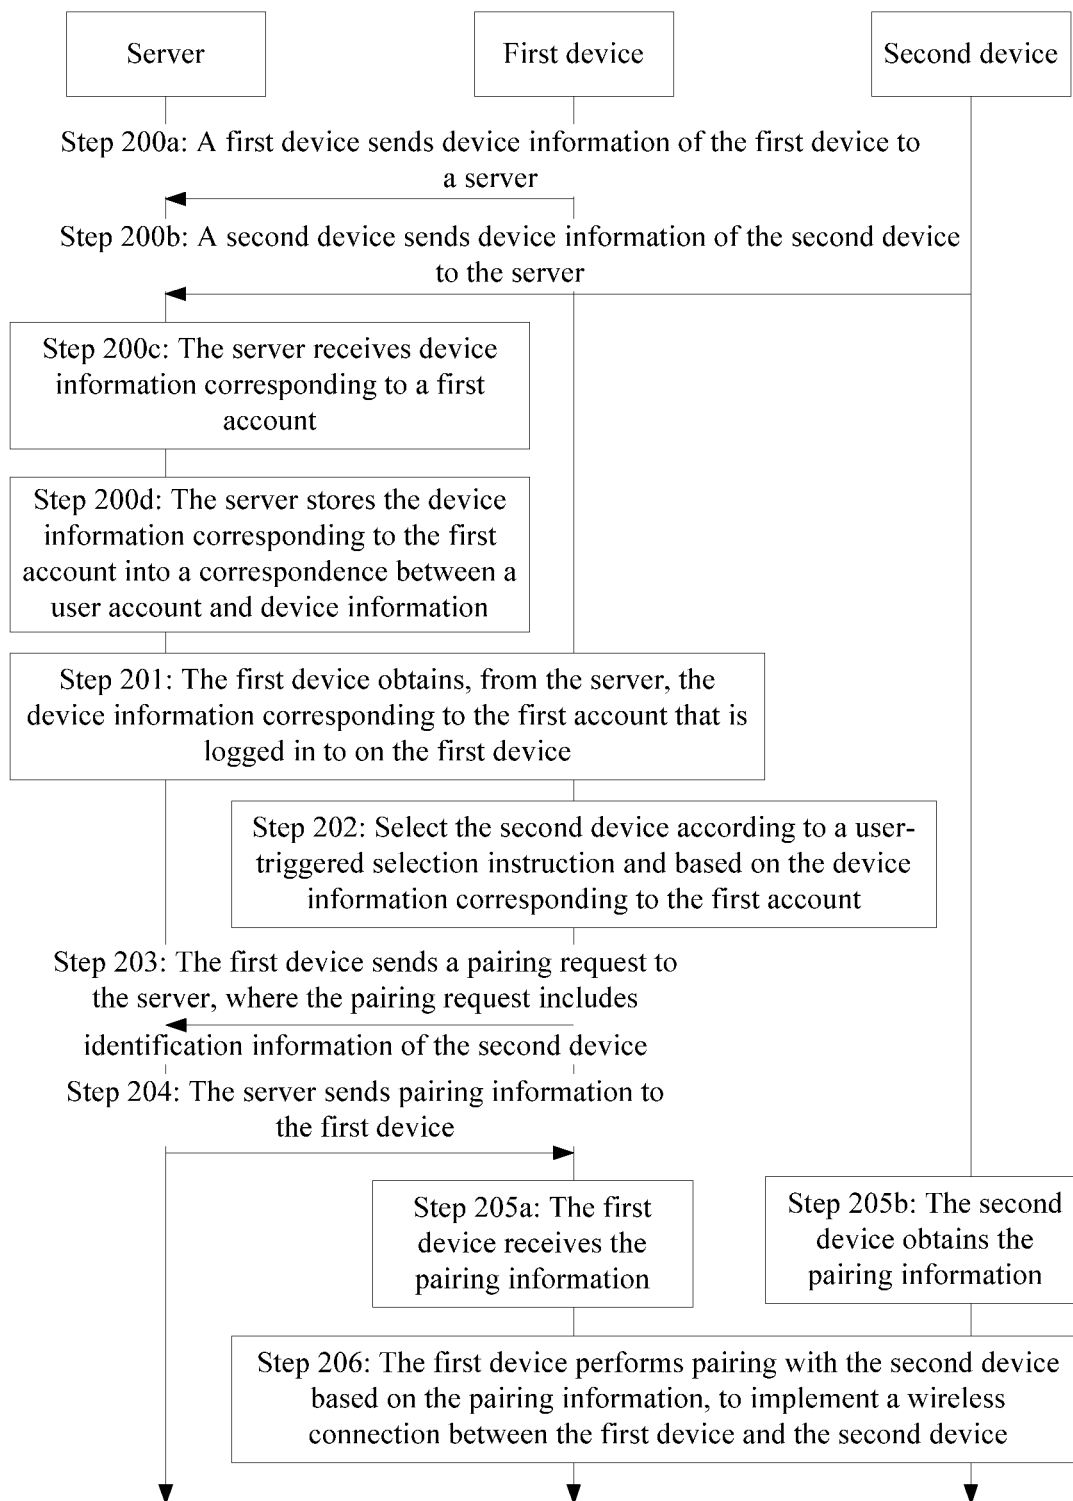 Server
First device
Second device
Step 200a: A first device sends device information of the first device to
a server
Step 200b: A second device sends device information of the second device
to the server
Step 200c: The server receives device
information corresponding to a first
account
Step 200d: The server stores the device
information corresponding to the first
account into a correspondence between a
user account and device information
Step 201: The first device obtains, from the server, the
device information corresponding to the first account that is
logged in to on the first device
Step 202: Select the second device according to a user-
triggered selection instruction and based on the device
information corresponding to the first account
Step 203: The first device sends a pairing request to
the server, where the pairing request includes
identification information of the second device
Step 204: The server sends pairing information to
the first device
Step 205a: The first
device receives the
pairing information
Step 205b: The second
device obtains the
pairing information
Step 206: The first device performs pairing with the second device
based on the pairing information, to implement a wireless
connection between the first device and the second device